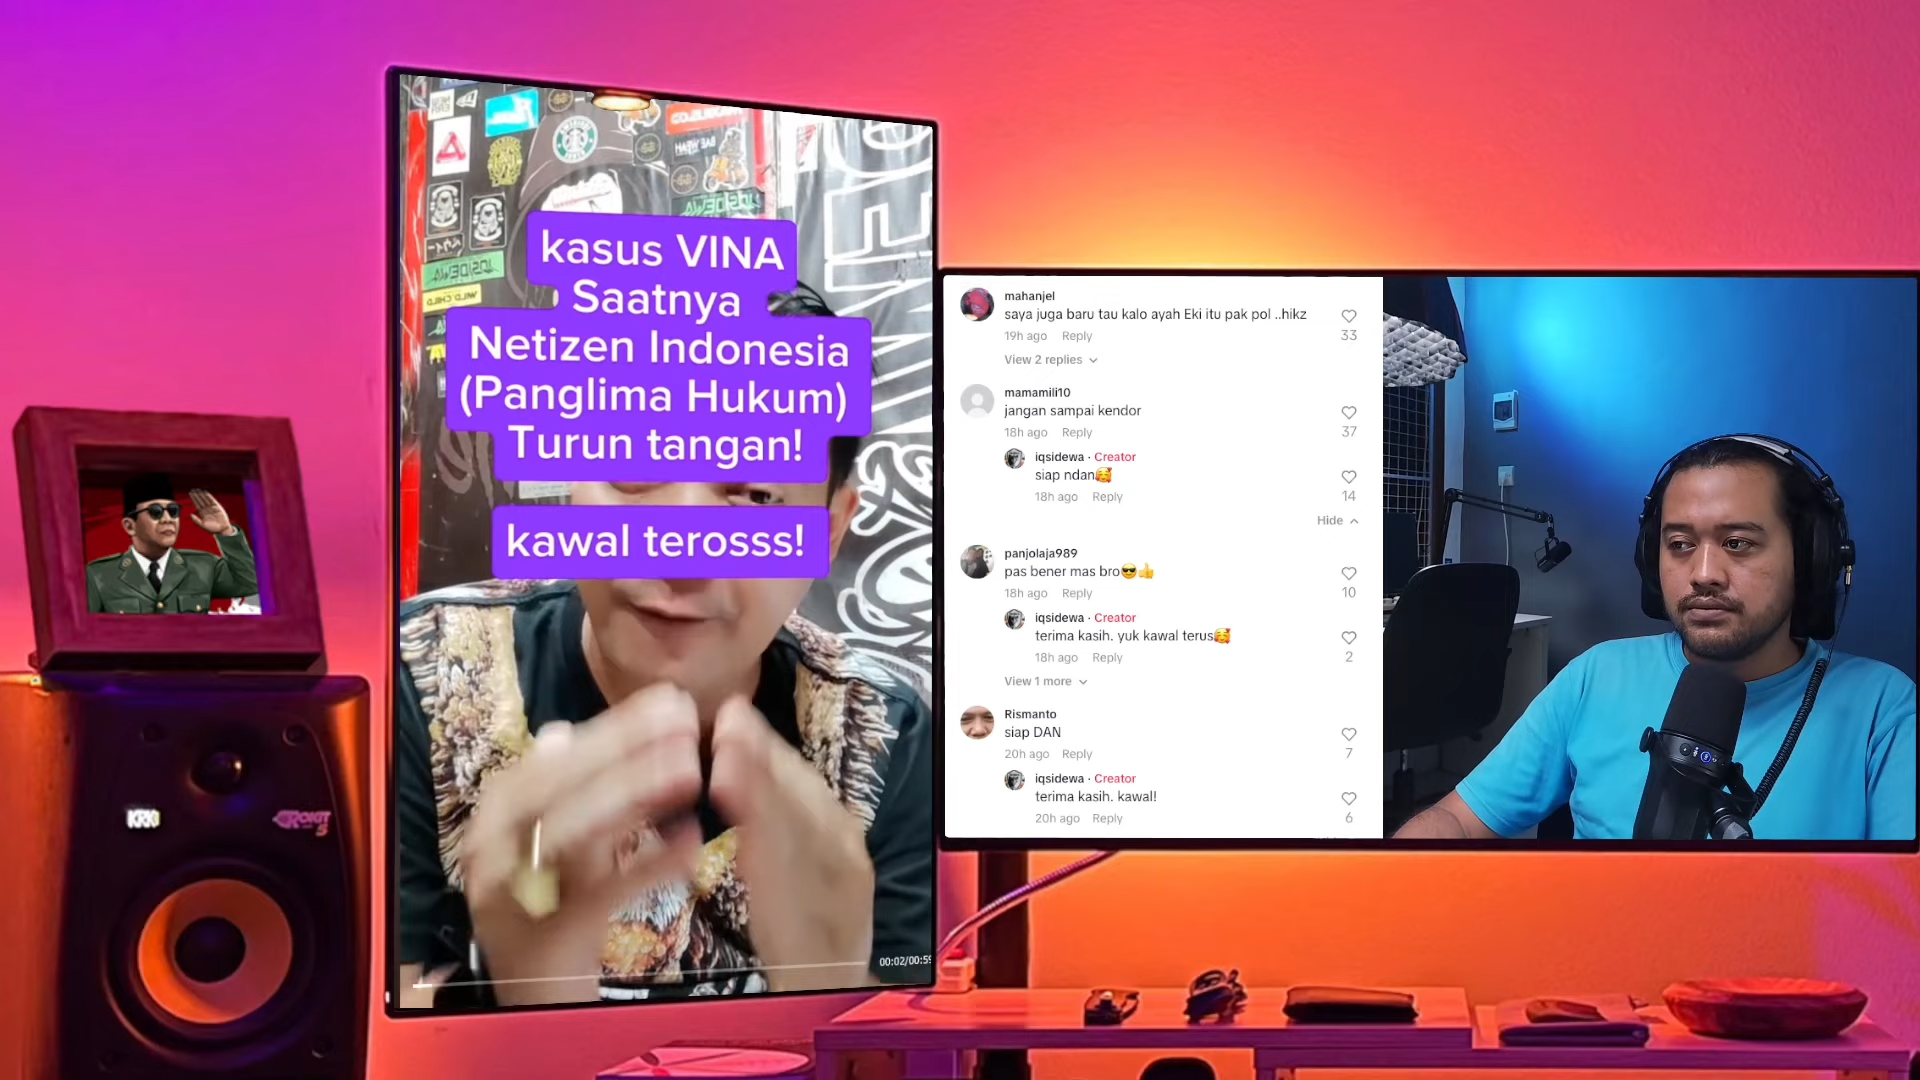 kasus VINA
Saatnya
Netizen Indonesia
(Panglima Hukum)
Turun tangan!
kawal terosss!
00:02/00:59
KRK
ROKIT 5
mahanjel
saya juga baru tau kalo ayah Eki itu pak pol ..hikz
19h ago Reply
33
View 2 replies
mamamili10
jangan sampai kendor
18h ago Reply
37
iqsidewa · Creator
siap ndan🥰
18h ago Reply
14
Hide
panjolaja989
pas bener mas bro😎👍
18h ago Reply
10
iqsidewa · Creator
terima kasih. yuk kawal terus🥰
18h ago Reply
2
View 1 more
Rismanto
siap DAN
20h ago Reply
7
iqsidewa · Creator
terima kasih. kawal!
20h ago Reply
6